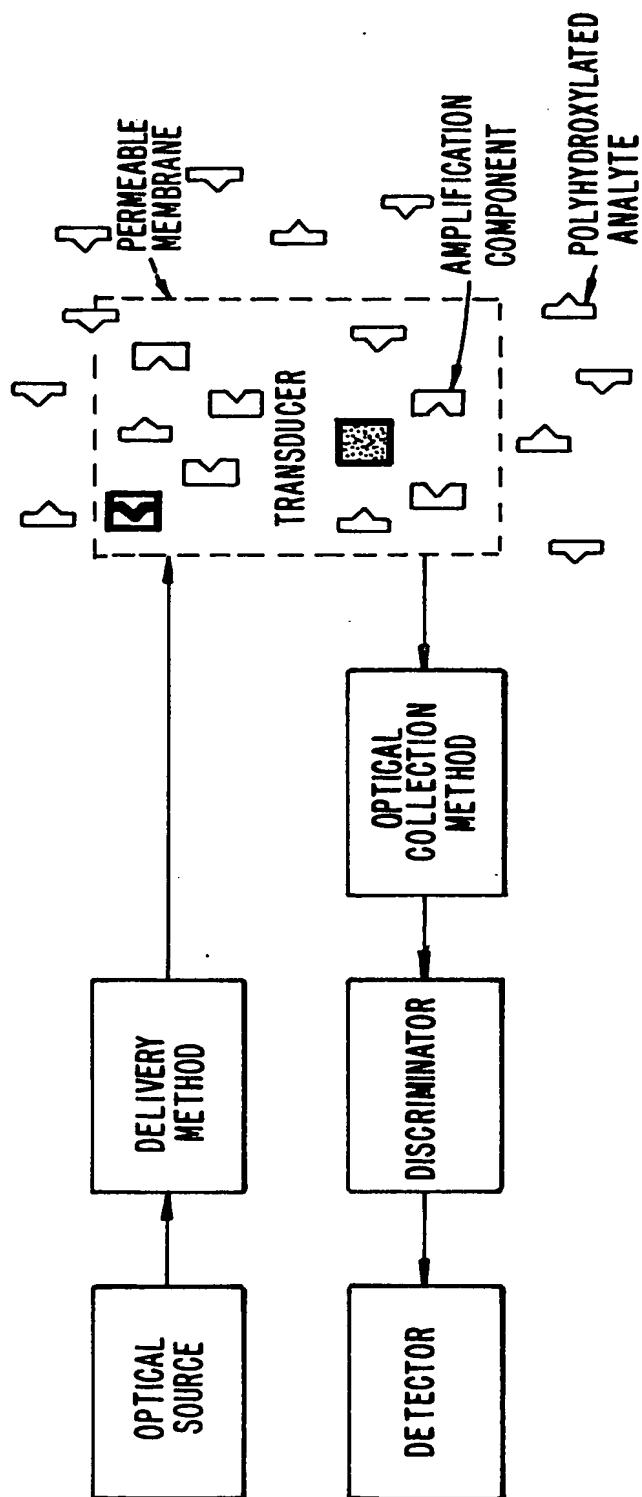 OPTICAL
SOURCE
DELIVERY
METHOD
PERMEABLE
MEMBRANE
TRANSDUCER
AMPLIFICATION
COMPONENT
POLYHYDROXYLATED
ANALYTE
OPTICAL
COLLECTION
METHOD
DISCRIMINATOR
DETECTOR